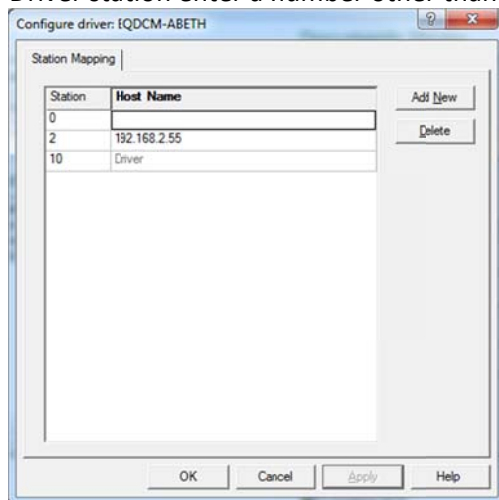 Driver station enter a number other than
Configure driver: EQDCM-ABETH
Station Mapping
Station Host Name
0
2 192.168.2.55
10 Driver
Add New
Delete
OK Cancel Apply Help